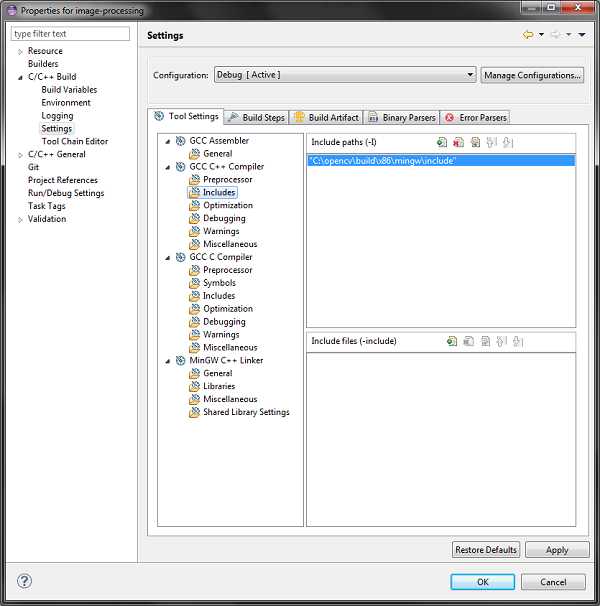 Properties for image-processing
type filter text
Settings
Resource
Builders
C/C++ Build
Build Variables
Environment
Logging
Settings
Tool Chain Editor
C/C++ General
Git
Project References
Run/Debug Settings
Task Tags
Validation
Configuration: Debug [ Active ] Manage Configurations...
Tool Settings Build Steps Build Artifact Binary Parsers Error Parsers
GCC Assembler
General
GCC C++ Compiler
Preprocessor
Includes
Optimization
Debugging
Warnings
Miscellaneous
GCC C Compiler
Preprocessor
Symbols
Includes
Optimization
Debugging
Warnings
Miscellaneous
MinGW C++ Linker
General
Libraries
Miscellaneous
Shared Library Settings
Include paths (-I)
"C:\opencv\build\x86\mingw\include"
Include files (-include)
Restore Defaults Apply
OK Cancel